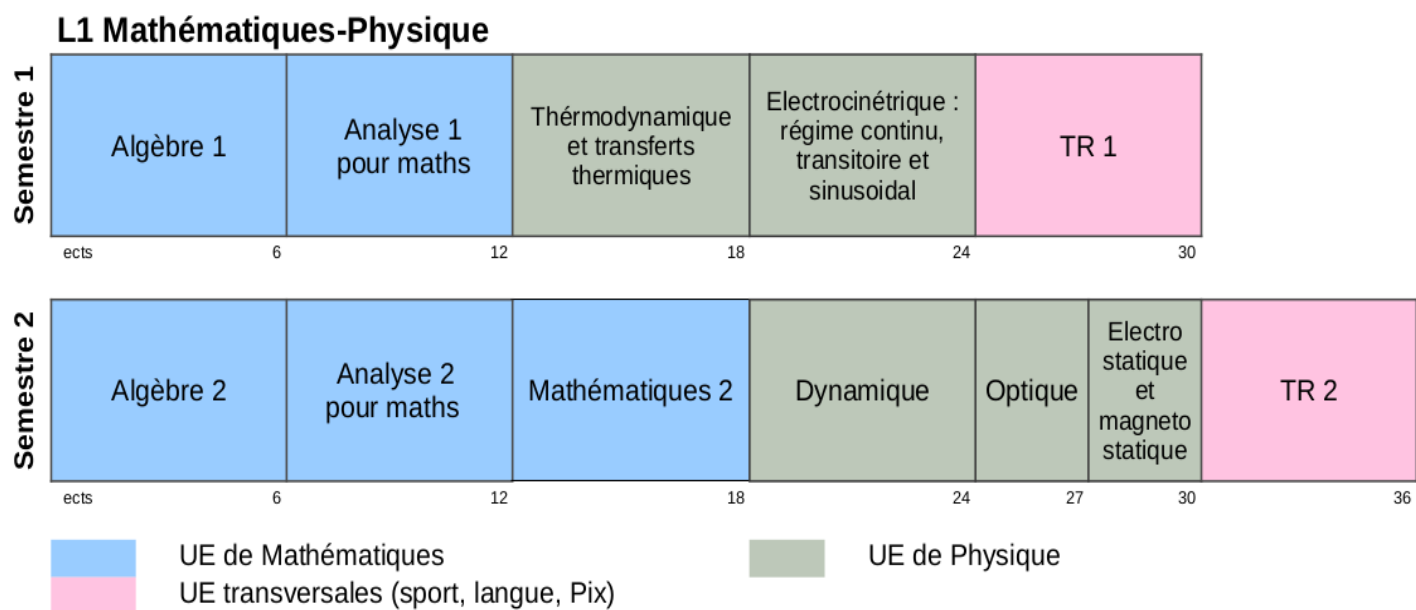 L1 Mathématiques-Physique
Semestre 1
Algèbre 1
Analyse 1
pour maths
Thérmodynamique
et transferts
thermiques
Electrocinétrique :
régime continu,
transitoire et
sinusoidal
TR 1
ects 6 12 18 24 30
Semestre 2
Algèbre 2
Analyse 2
pour maths
Mathématiques 2
Dynamique
Optique
Electro
statique
et
magneto
statique
TR 2
ects 6 12 18 24 27 30 36
UE de Mathématiques
UE de Physique
UE transversales (sport, langue, Pix)